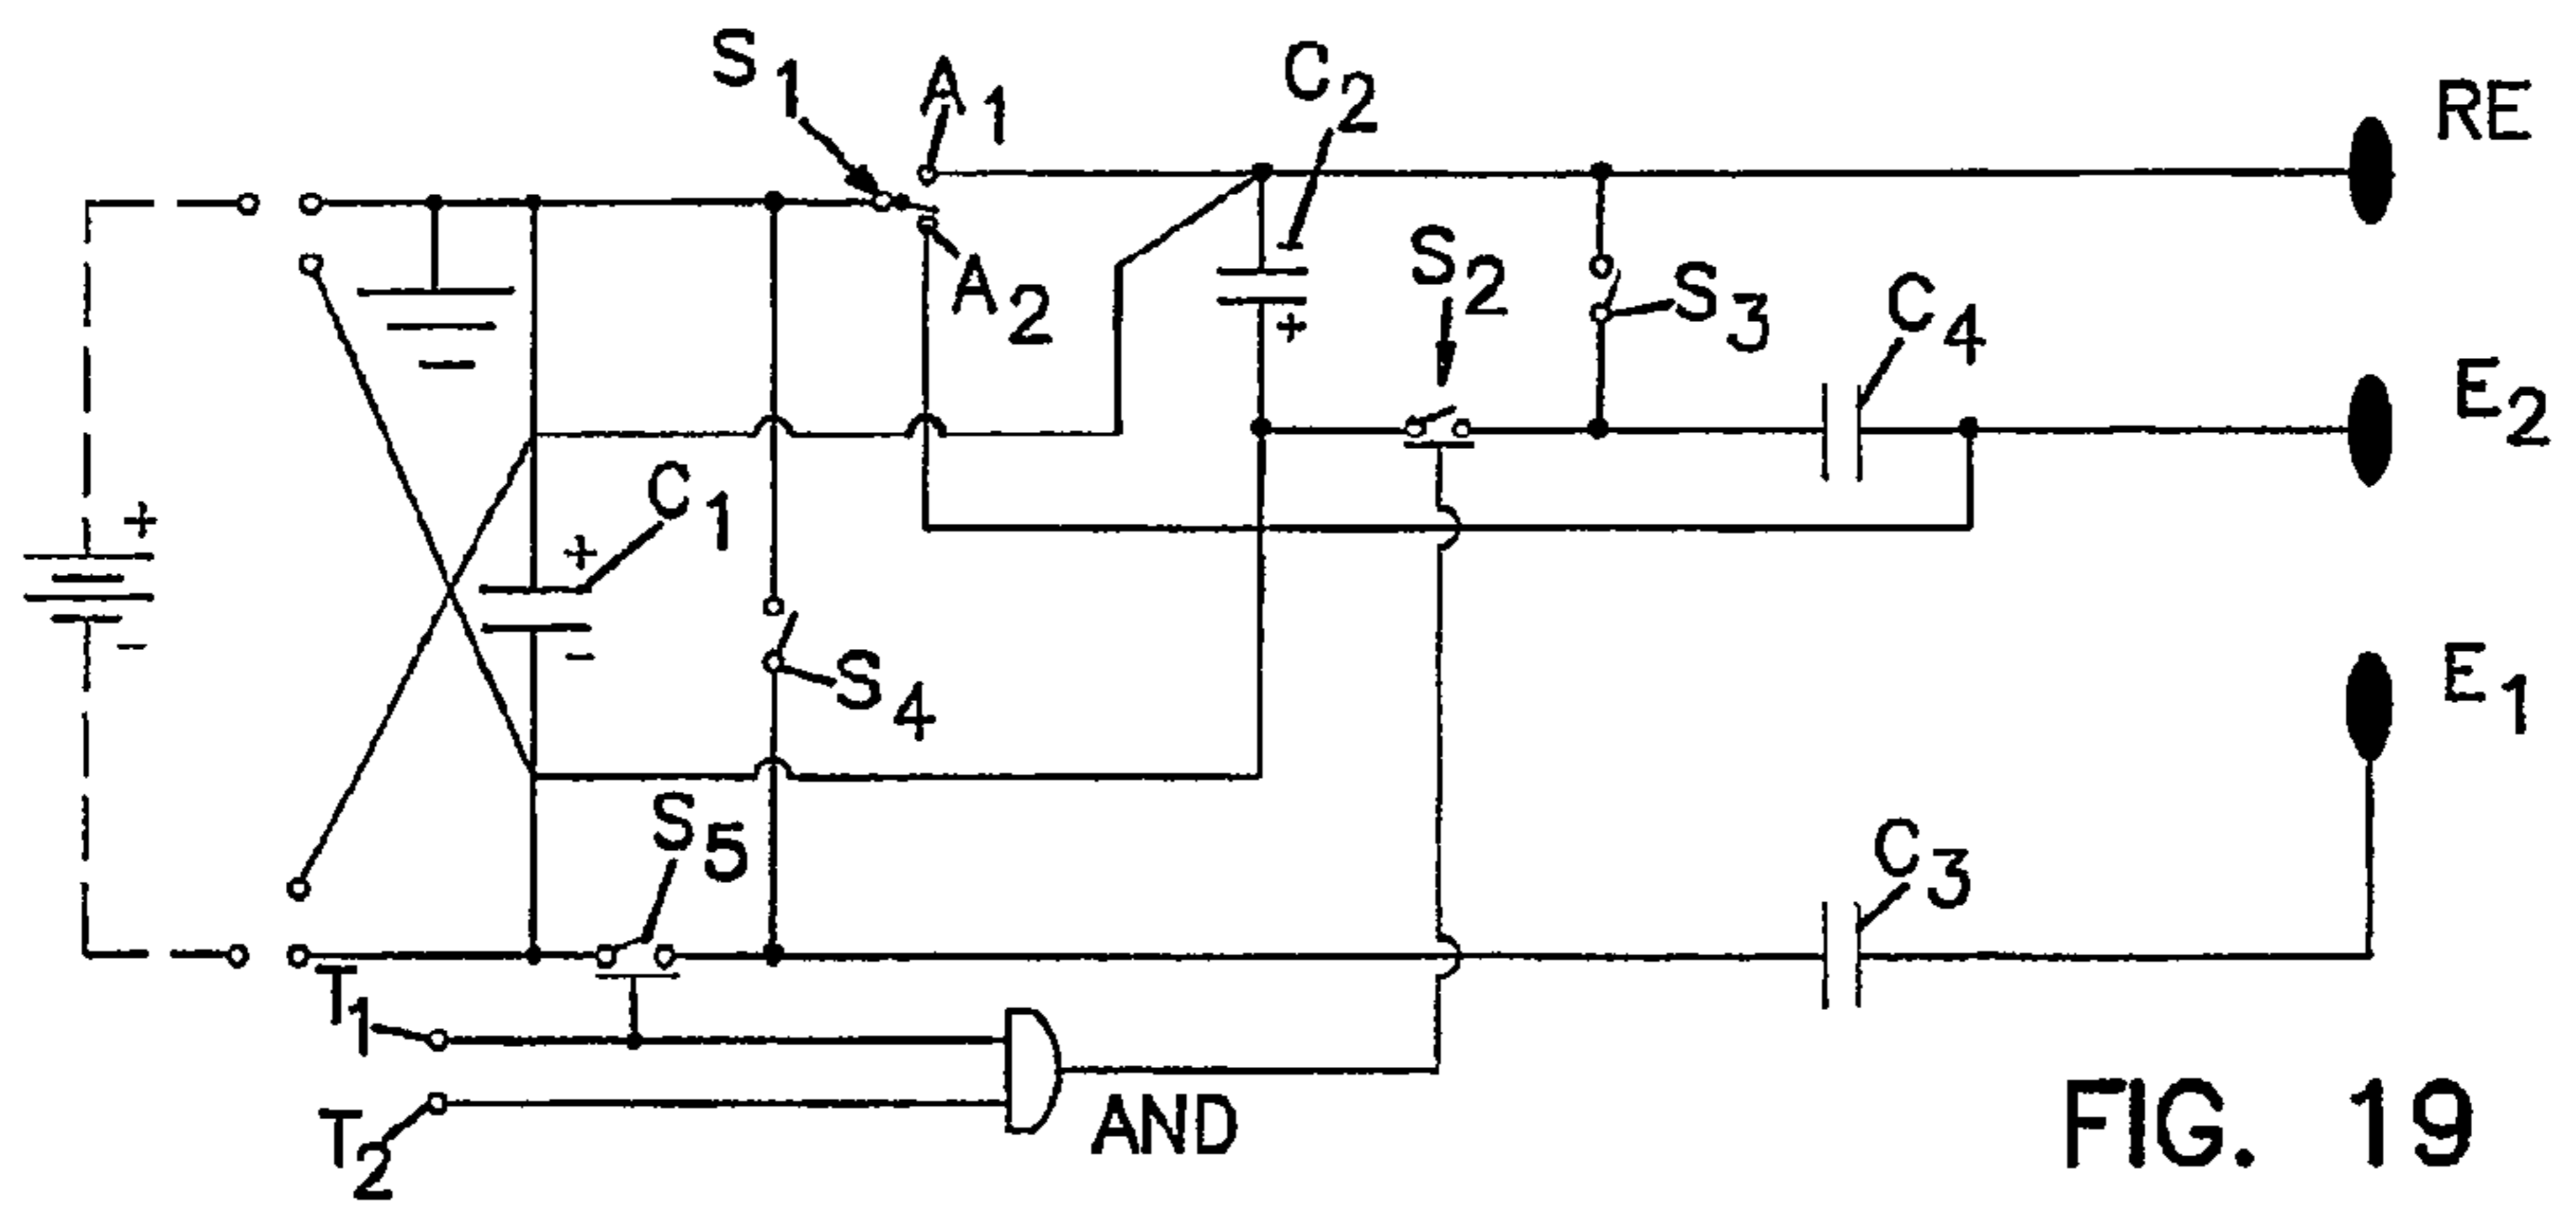 S1
A1
C2
RE
A2
S2
S3
C4
E2
+
+
C1
+
-
-
S4
E1
S5
C3
T1
T2
AND
FIG. 19